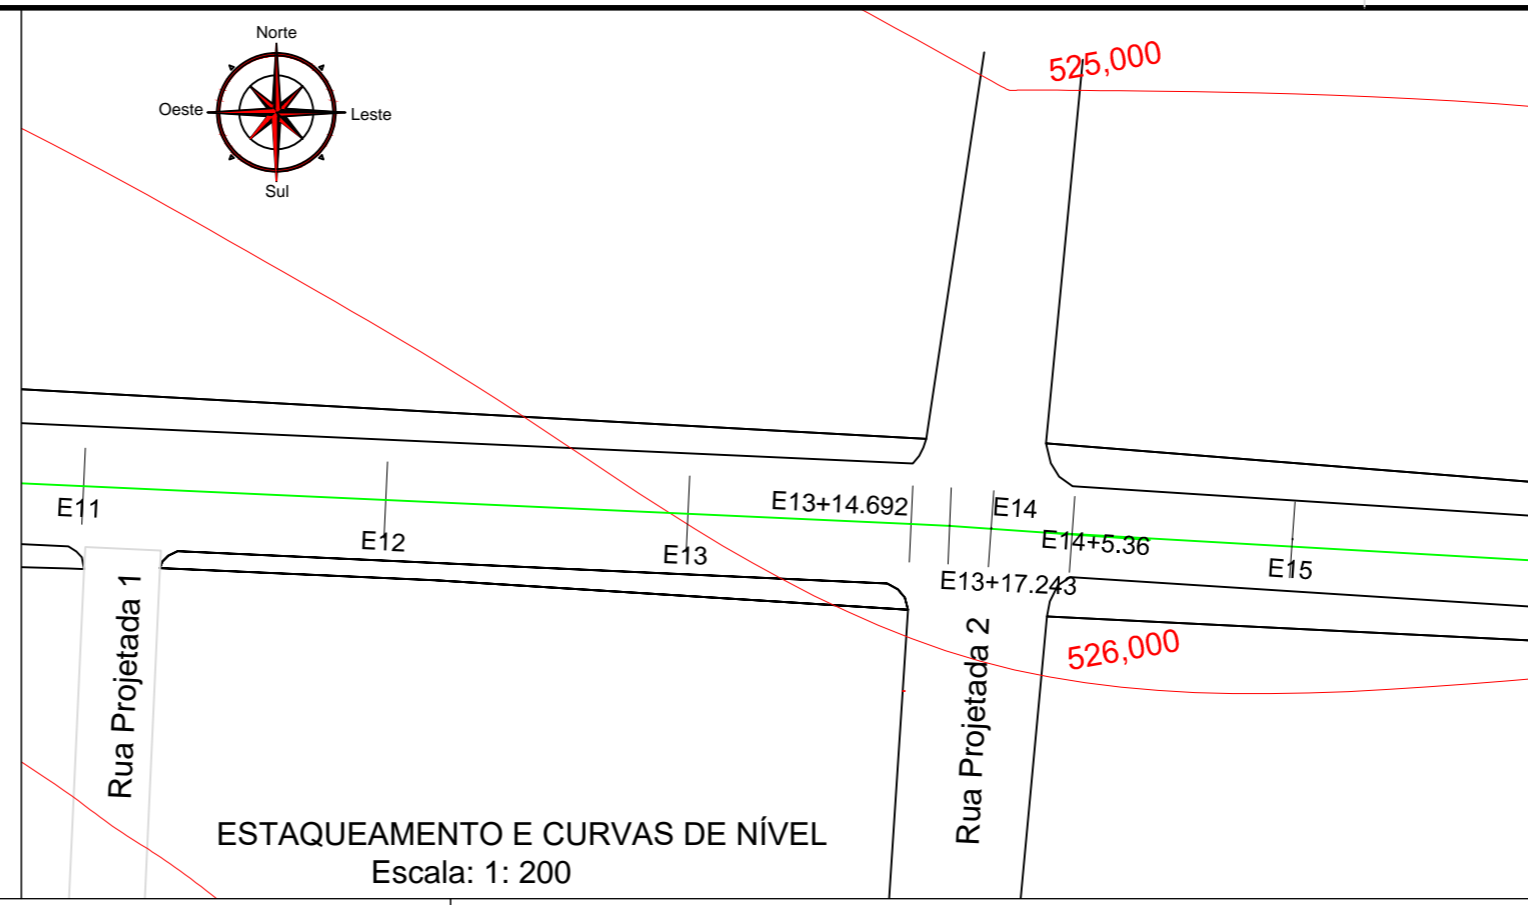 Norte
Oeste
Leste
Sul
525,000
E11
E12
E13
E13+14.692
E14
E14+5.36
E15
E13+17.243
Rua Projetada 1
Rua Projetada 2
526,000
ESTAQUEAMENTO E CURVAS DE NÍVEL
Escala: 1: 200